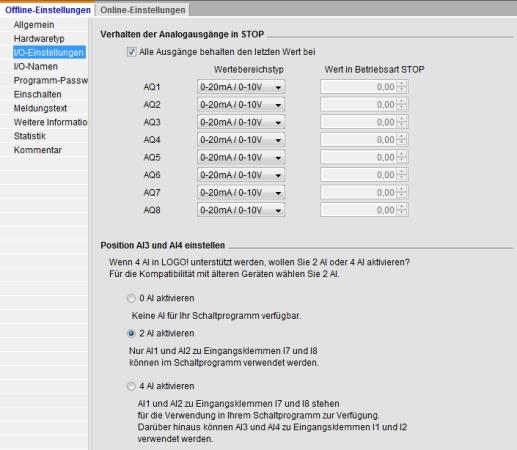 Offline-Einstellungen Online-Einstellungen
Allgemein
Hardwaretyp
I/O-Einstellungen
I/O-Namen
Programm-Passw
Einschalten
Meldungstext
Weitere Informatio
Statistik
Kommentar
Verhalten der Analogausgänge in STOP
Alle Ausgänge behalten den letzten Wert bei
Wertebereichstyp Wert in Betriebsart STOP
AQ1 0-20mA / 0-10V 0,00
AQ2 0-20mA / 0-10V 0,00
AQ3 0-20mA / 0-10V 0,00
AQ4 0-20mA / 0-10V 0,00
AQ5 0-20mA / 0-10V 0,00
AQ6 0-20mA / 0-10V 0,00
AQ7 0-20mA / 0-10V 0,00
AQ8 0-20mA / 0-10V 0,00
Position AI3 und AI4 einstellen
Wenn 4 AI in LOGO! unterstützt werden, wollen Sie 2 AI oder 4 AI aktivieren?
Für die Kompatibilität mit älteren Geräten wählen Sie 2 AI.
0 AI aktivieren
Keine AI für Ihr Schaltprogramm verfügbar.
2 AI aktivieren
Nur AI1 und AI2 zu Eingangsklemmen I7 und I8
können im Schaltprogramm verwendet werden.
4 AI aktivieren
AI1 und AI2 zu Eingangsklemmen I7 und I8 stehen
für die Verwendung in Ihrem Schaltprogramm zur Verfügung.
Darüber hinaus können AI3 und AI4 zu Eingangsklemmen I1 und I2
verwendet werden.